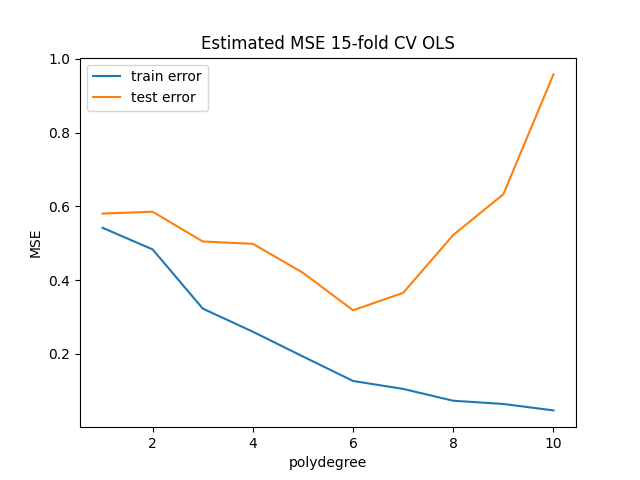 Estimated MSE 15-fold CV OLS
train error
test error
MSE
1.0
0.8
0.6
0.4
0.2
2 4 6 8 10
polydegree